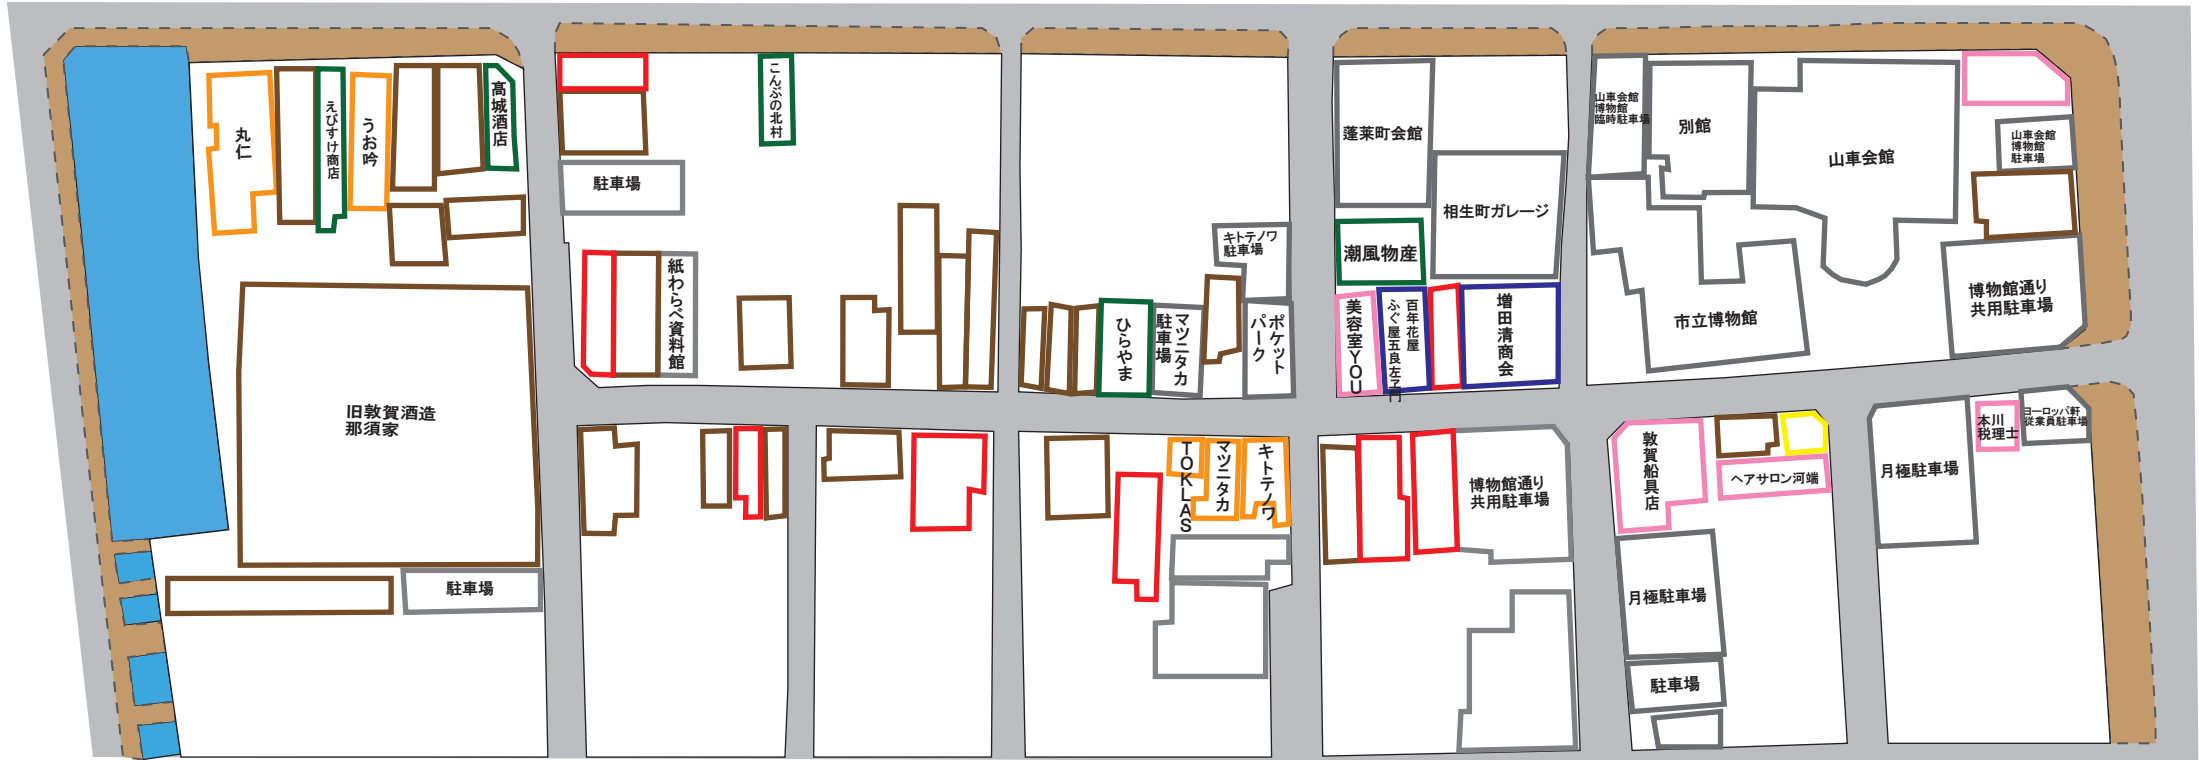 丸仁
えびすけ商店
うお吟
髙城酒店
旧敦賀酒造
那須家
駐車場
駐車場
こんぶの北村
紙わらべ資料館
ひらやま
マツニタカ
駐車場
キトテノワ
駐車場
ポケット
パーク
TOKLAS
マツニタカ
キトテノワ
蓬莱町会館
相生町ガレージ
潮風物産
美容室YOU
百年花屋
ふぐ屋五良左ヱ門
増田清商会
博物館通り
共用駐車場
山車会館
博物館
臨時駐車場
別館
山車会館
山車会館
博物館
駐車場
市立博物館
博物館通り
共用駐車場
敦賀船具店
ヘアサロン河端
月極駐車場
駐車場
月極駐車場
本川
税理士
ヨーロッパ軒
従業員駐車場